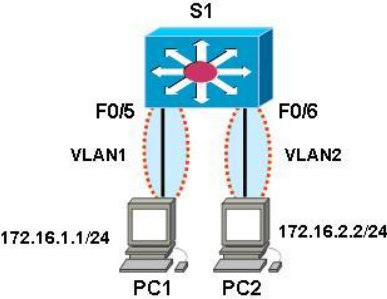 S1
F0/5
F0/6
VLAN1
VLAN2
172.16.1.1/24
172.16.2.2/24
PC1
PC2